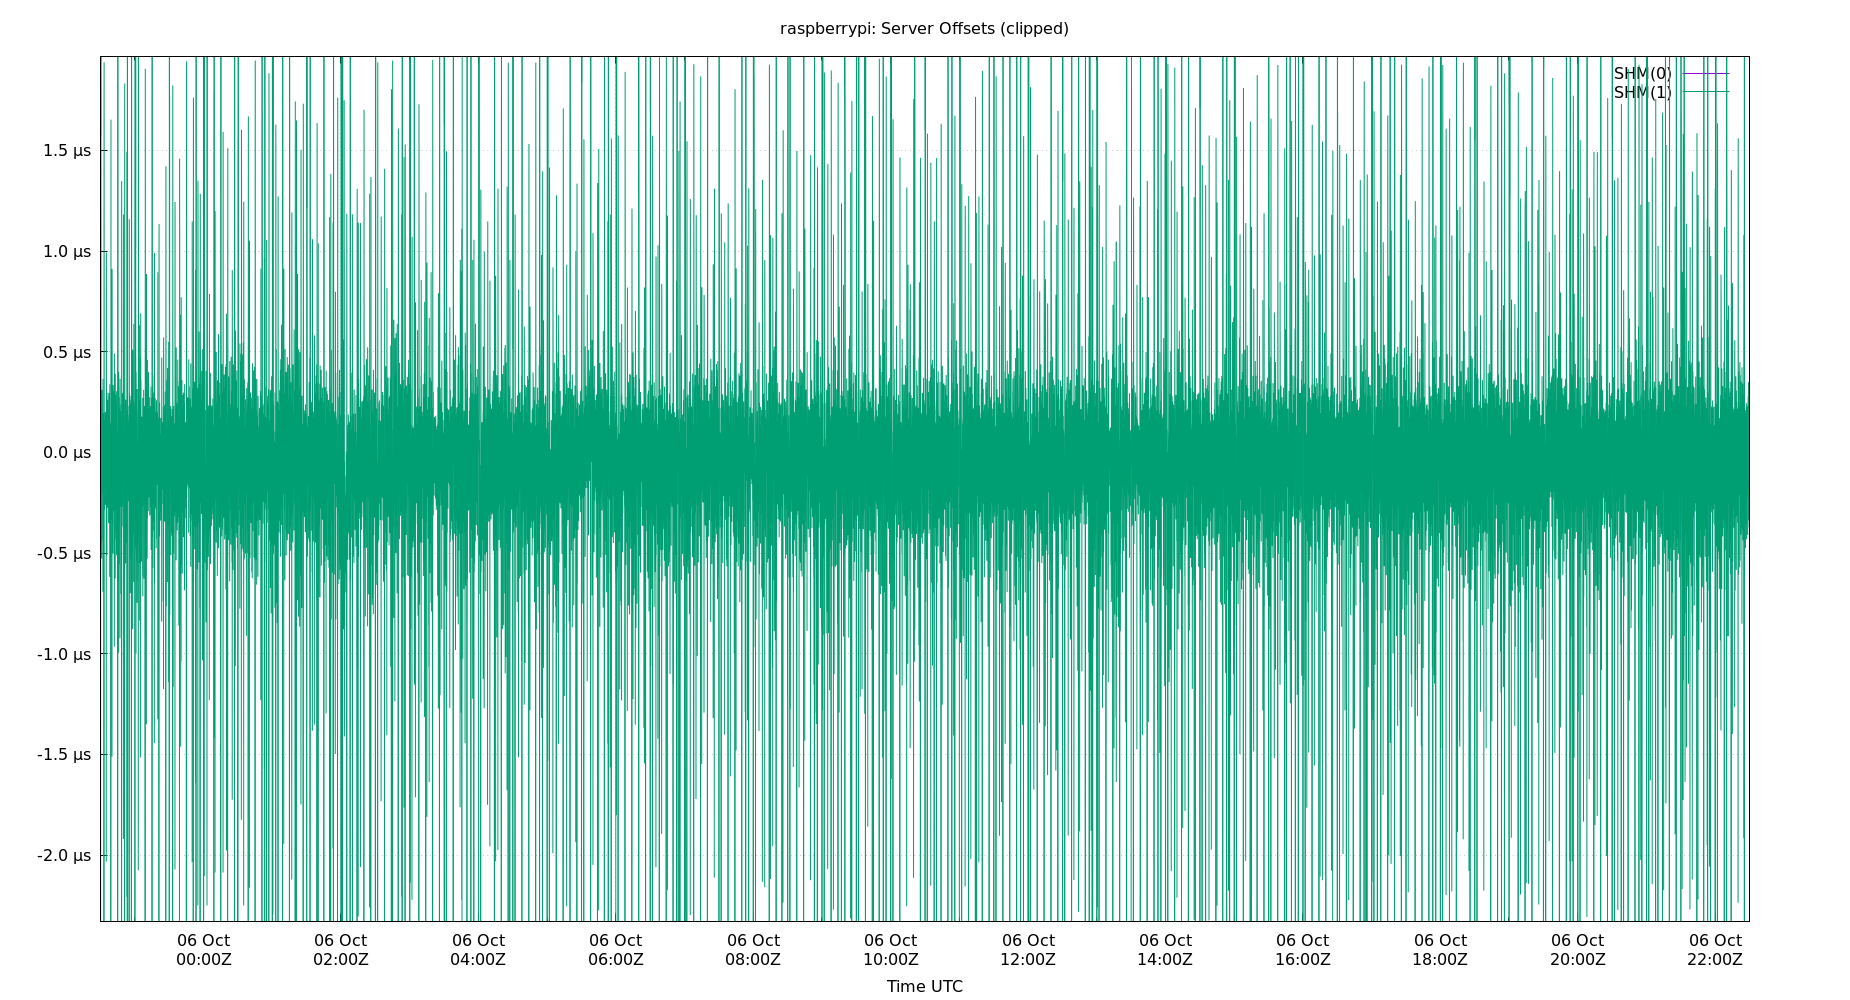 raspberrypi: Server Offsets (clipped)
SHM(0)
SHM(1)
1.5 µs
1.0 µs
0.5 µs
0.0 µs
-0.5 µs
-1.0 µs
-1.5 µs
-2.0 µs
06 Oct 06 Oct 06 Oct 06 Oct 06 Oct 06 Oct 06 Oct 06 Oct 06 Oct 06 Oct 06 Oct 06 Oct
00:00Z 02:00Z 04:00Z 06:00Z 08:00Z 10:00Z 12:00Z 14:00Z 16:00Z 18:00Z 20:00Z 22:00Z
Time UTC